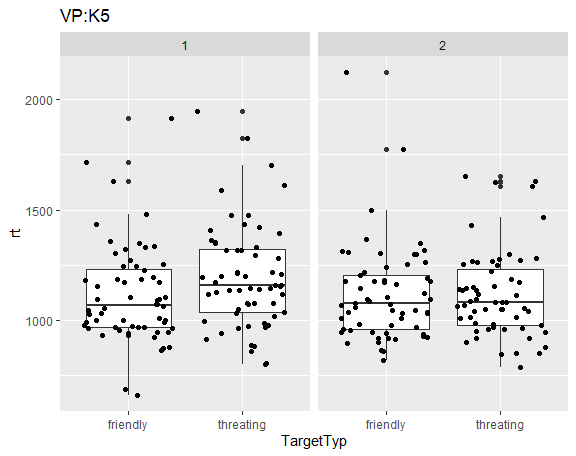 VP:K5
1 2
rt
2000
1500
1000
friendly threating friendly threating
TargetTyp